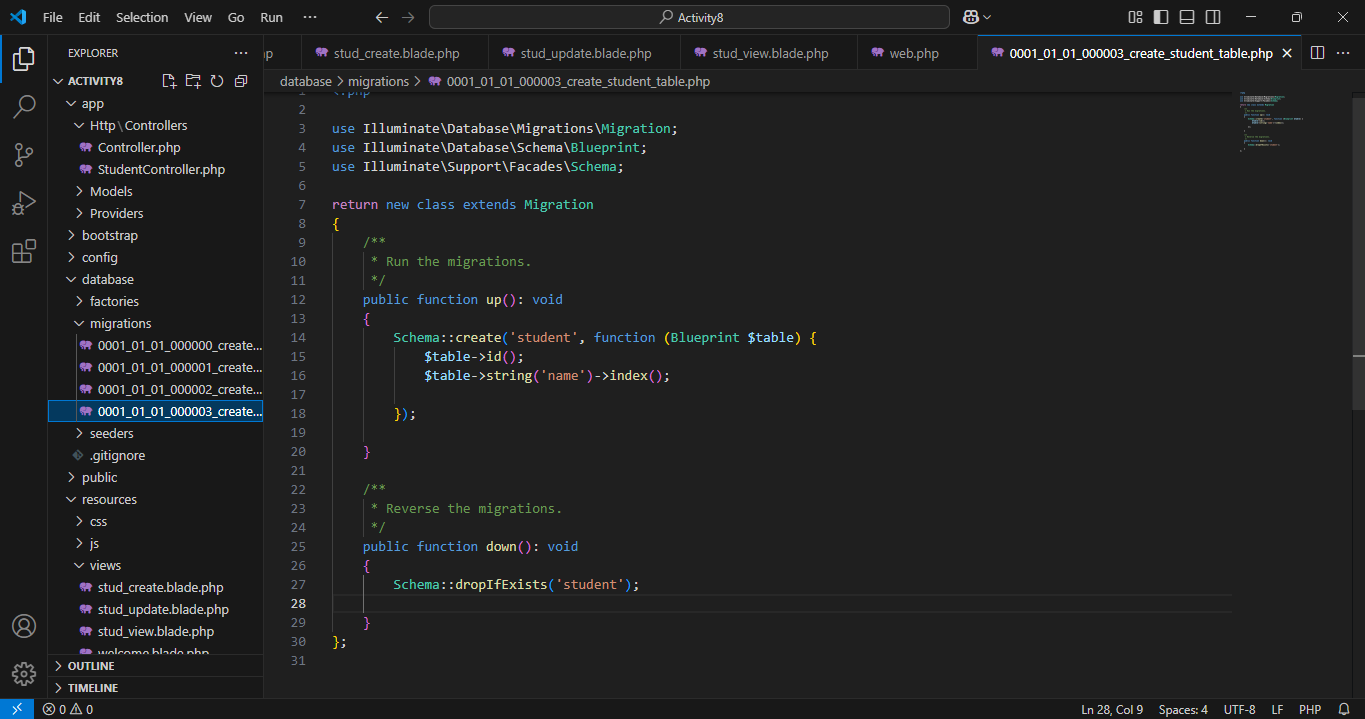 File Edit Selection View Go Run ···
Activity8
EXPLORER
stud_create.blade.php
stud_update.blade.php
stud_view.blade.php
web.php
0001_01_01_000003_create_student_table.php
ACTIVITY8
database > migrations > 0001_01_01_000003_create_student_table.php
app
Http\Controllers
Controller.php
StudentController.php
Models
Providers
bootstrap
config
database
factories
migrations
0001_01_01_000000_create...
0001_01_01_000001_create...
0001_01_01_000002_create...
0001_01_01_000003_create...
seeders
.gitignore
public
resources
css
js
views
stud_create.blade.php
stud_update.blade.php
stud_view.blade.php
welcome.blade.php
OUTLINE
TIMELINE
1 <?php
2
3 use Illuminate\Database\Migrations\Migration;
4 use Illuminate\Database\Schema\Blueprint;
5 use Illuminate\Support\Facades\Schema;
6
7 return new class extends Migration
8 {
9 /**
10 * Run the migrations.
11 */
12 public function up(): void
13 {
14 Schema::create('student', function (Blueprint $table) {
15 $table->id();
16 $table->string('name')->index();
17
18 });
19
20 }
21
22 /**
23 * Reverse the migrations.
24 */
25 public function down(): void
26 {
27 Schema::dropIfExists('student');
28
29 }
30 };
31
0 0
Ln 28, Col 9 Spaces: 4 UTF-8 LF PHP